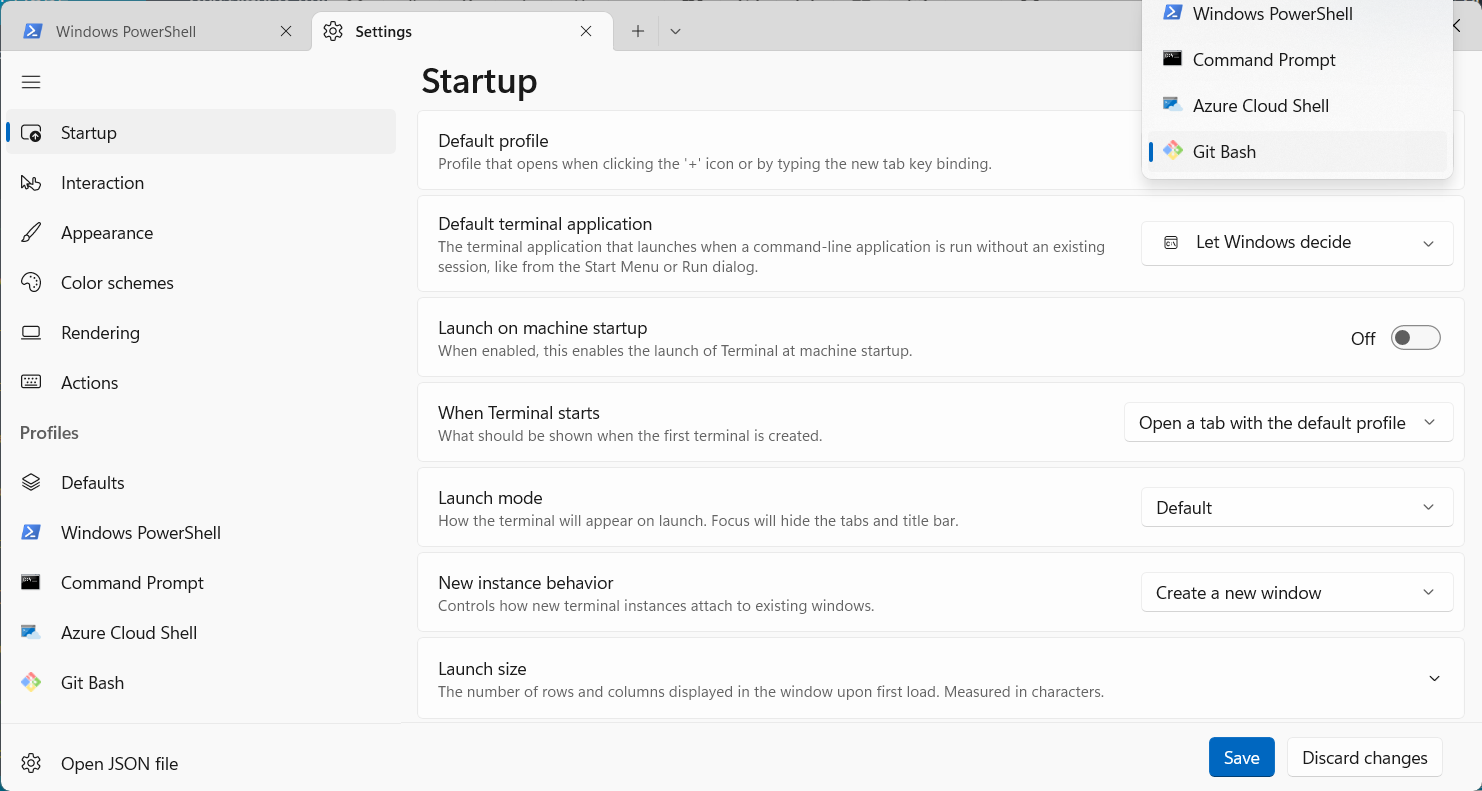 Windows PowerShell
Settings
Windows PowerShell
Command Prompt
Azure Cloud Shell
Git Bash
Startup
Interaction
Appearance
Color schemes
Rendering
Actions
Profiles
Defaults
Windows PowerShell
Command Prompt
Azure Cloud Shell
Git Bash
Open JSON file
Startup
Default profile
Profile that opens when clicking the '+' icon or by typing the new tab key binding.
Default terminal application
The terminal application that launches when a command-line application is run without an existing
session, like from the Start Menu or Run dialog.
Let Windows decide
Launch on machine startup
When enabled, this enables the launch of Terminal at machine startup.
Off
When Terminal starts
What should be shown when the first terminal is created.
Open a tab with the default profile
Launch mode
How the terminal will appear on launch. Focus will hide the tabs and title bar.
Default
New instance behavior
Controls how new terminal instances attach to existing windows.
Create a new window
Launch size
The number of rows and columns displayed in the window upon first load. Measured in characters.
Save
Discard changes